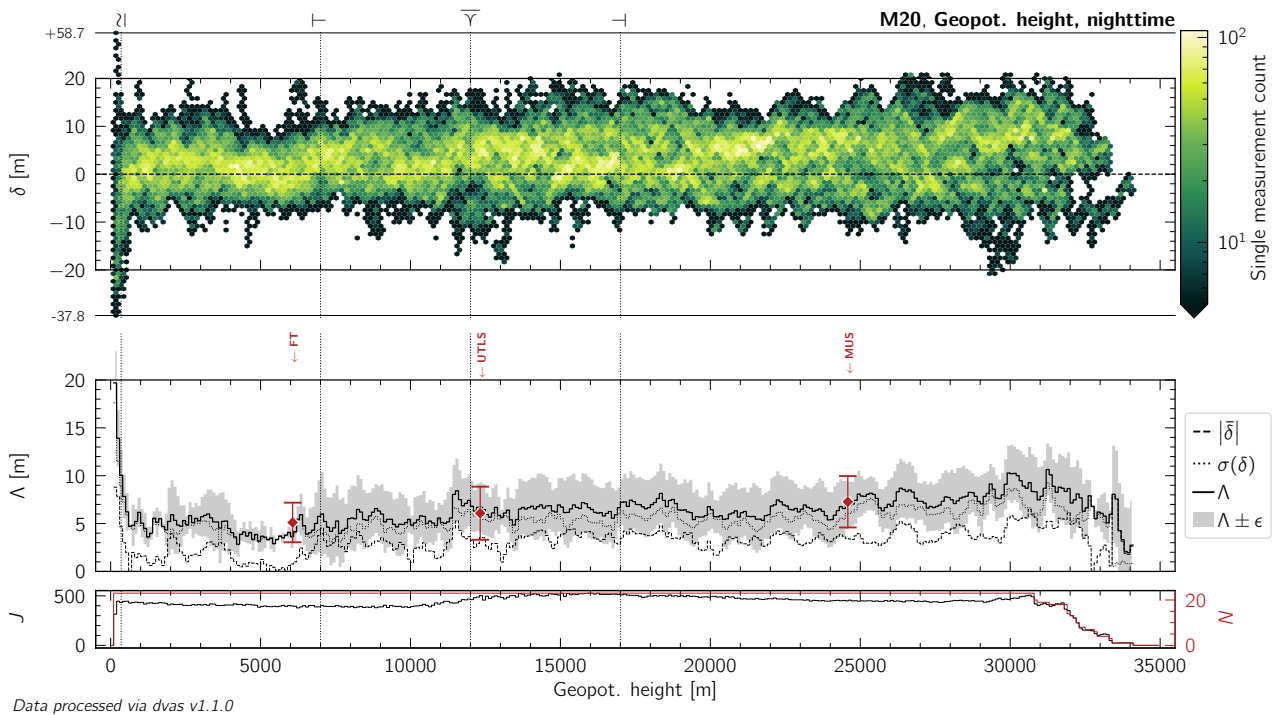 M20, Geopot. height, nighttime
+58.7
20
10
0
−10
−20
-37.8
δ [m]
10²
10¹
Single measurement count
FT
UTLS
MUS
20
15
10
5
0
Λ [m]
|δ̄|
σ(δ)
Λ
Λ ± ϵ
500
0
J
20
0
N
0 5000 10000 15000 20000 25000 30000 35000
Geopot. height [m]
Data processed via dvas v1.1.0